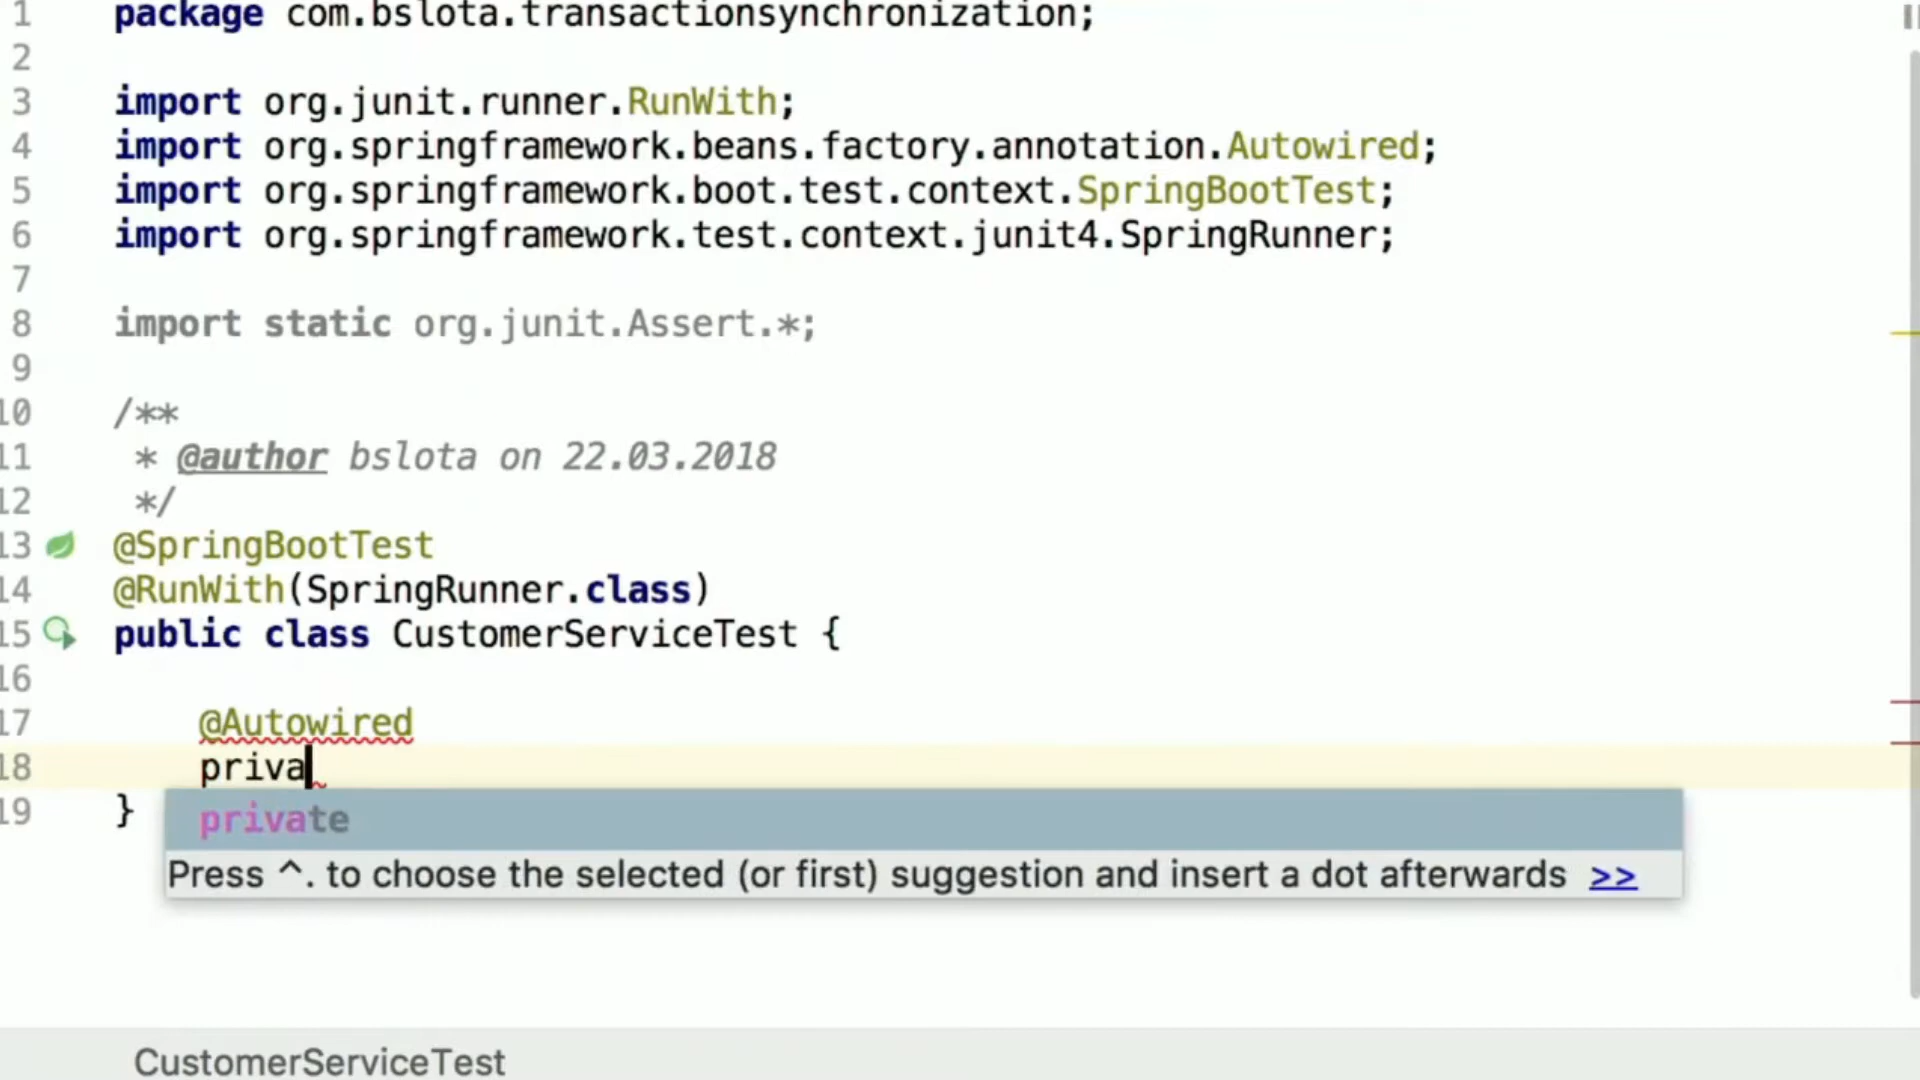 1 package com.bslota.transactionsynchronization;
2
3 import org.junit.runner.RunWith;
4 import org.springframework.beans.factory.annotation.Autowired;
5 import org.springframework.boot.test.context.SpringBootTest;
6 import org.springframework.test.context.junit4.SpringRunner;
7
8 import static org.junit.Assert.*;
9
10 /**
11 * @author bslota on 22.03.2018
12 */
13 @SpringBootTest
14 @RunWith(SpringRunner.class)
15 public class CustomerServiceTest {
16
17 @Autowired
18 priva
19 }
private
Press ^. to choose the selected (or first) suggestion and insert a dot afterwards >>
CustomerServiceTest